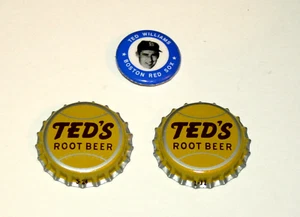 TED WILLIAMS
★ BOSTON RED SOX ★
TED'S
ROOT BEER
TED'S
ROOT BEER